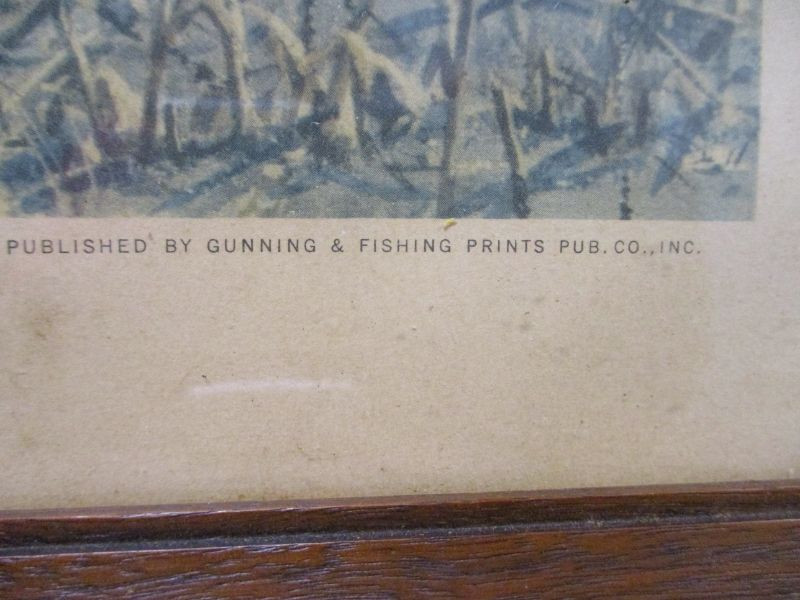 PUBLISHED BY GUNNING & FISHING PRINTS PUB. CO., INC.